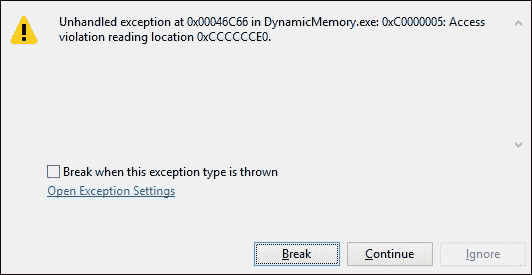 Unhandled exception at 0x00046C66 in DynamicMemory.exe: 0xC0000005: Access
violation reading location 0xCCCCCCE0.
Break when this exception type is thrown
Open Exception Settings
Break
Continue
Ignore